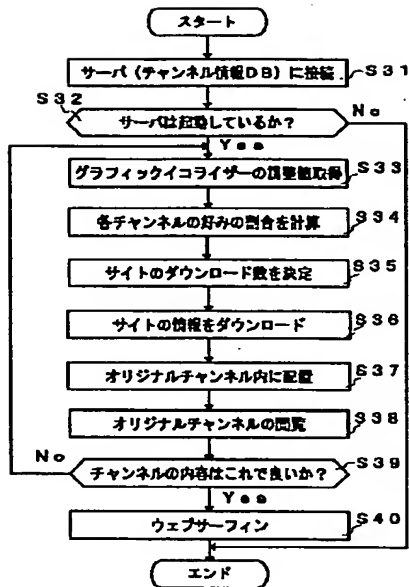 スタート
サーバ(チャンネル情報DB)に接続 S31
S32
サーバは起動しているか? No
Yes
グラフィックイコライザーの調整値取得 S33
各チャンネルの好みの割合を計算 S34
サイトのダウンロード数を決定 S35
サイトの情報をダウンロード S36
オリジナルチャンネル内に配置 S37
オリジナルチャンネルの閲覧 S38
No チャンネルの内容はこれで良いか? S39
Yes
ウェブサーフィン S40
エンド